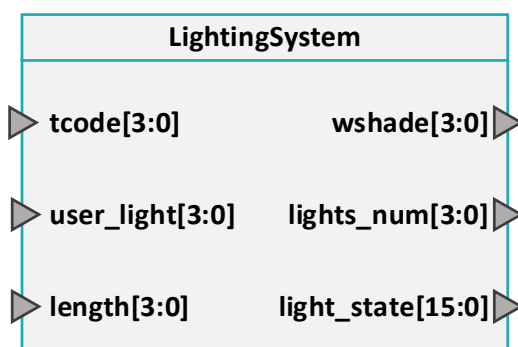 LightingSystem
tcode[3:0] wshade[3:0]
user_light[3:0] lights_num[3:0]
length[3:0] light_state[15:0]